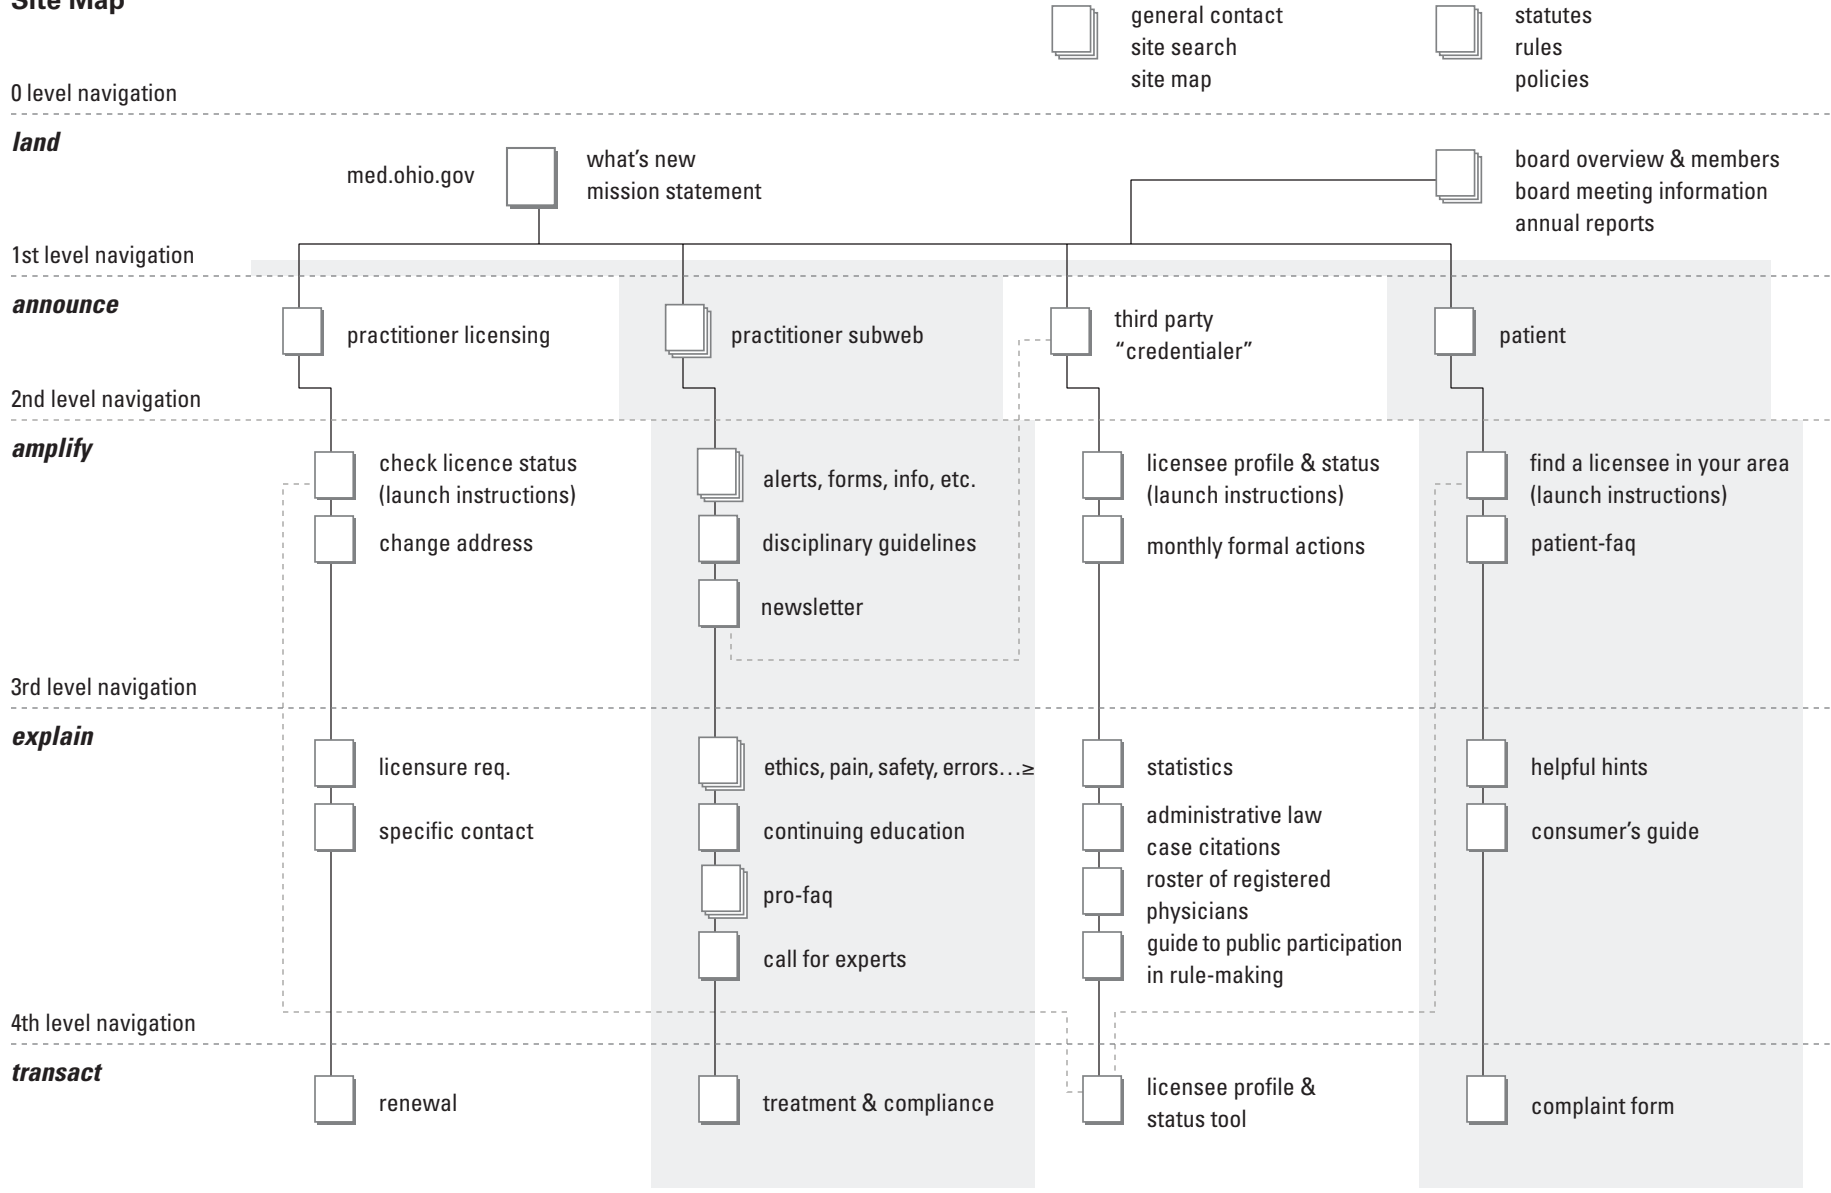 Site Map
general contact
site search
site map
statutes
rules
policies
0 level navigation
land
med.ohio.gov
what's new
mission statement
board overview & members
board meeting information
annual reports
1st level navigation
announce
practitioner licensing
practitioner subweb
third party
“credentialer”
patient
2nd level navigation
amplify
check licence status
(launch instructions)
change address
alerts, forms, info, etc.
disciplinary guidelines
newsletter
licensee profile & status
(launch instructions)
monthly formal actions
find a licensee in your area
(launch instructions)
patient-faq
3rd level navigation
explain
licensure req.
specific contact
ethics, pain, safety, errors…≥
continuing education
pro-faq
call for experts
statistics
administrative law
case citations
roster of registered
physicians
guide to public participation
in rule-making
helpful hints
consumer's guide
4th level navigation
transact
renewal
treatment & compliance
licensee profile &
status tool
complaint form